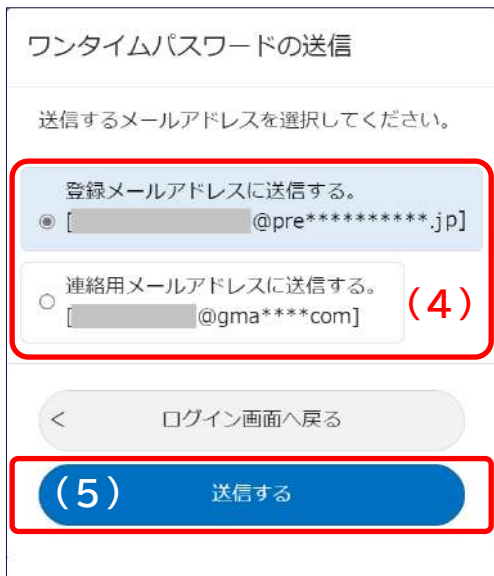 ワンタイムパスワードの送信
送信するメールアドレスを選択してください。
登録メールアドレスに送信する。
[ @pre**********.jp]
連絡用メールアドレスに送信する。
[ @gma****com]
(4)
< ログイン画面へ戻る
(5) 送信する